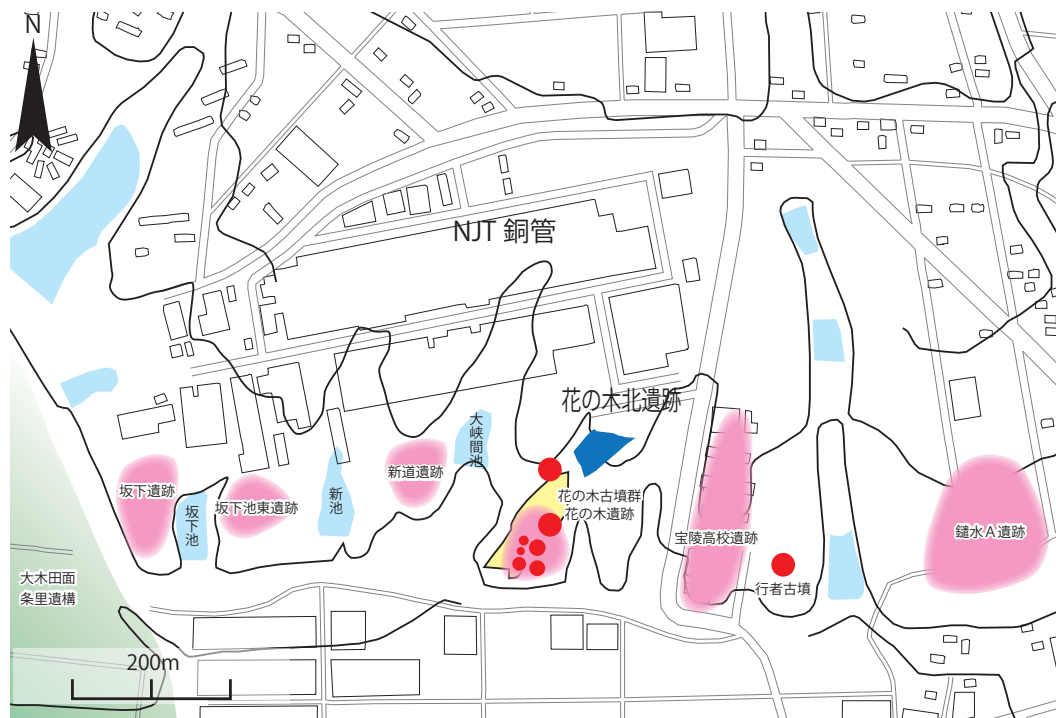 N
NJT 銅管
花の木北遺跡
大峡間池
新道遺跡
坂下遺跡
坂下池東遺跡
新池
坂下池
花の木古墳群
花の木遺跡
宝陵高校遺跡
鑓水A遺跡
行者古墳
大木田面
条里遺構
200m